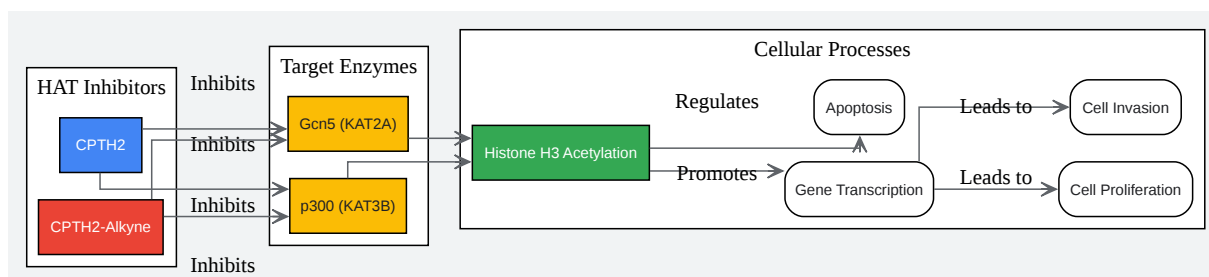 HAT Inhibitors
CPTH2
CPTH2-Alkyne
Inhibits
Inhibits
Inhibits
Inhibits
Target Enzymes
Gcn5 (KAT2A)
p300 (KAT3B)
Cellular Processes
Histone H3 Acetylation
Regulates
Promotes
Apoptosis
Gene Transcription
Leads to
Leads to
Cell Invasion
Cell Proliferation